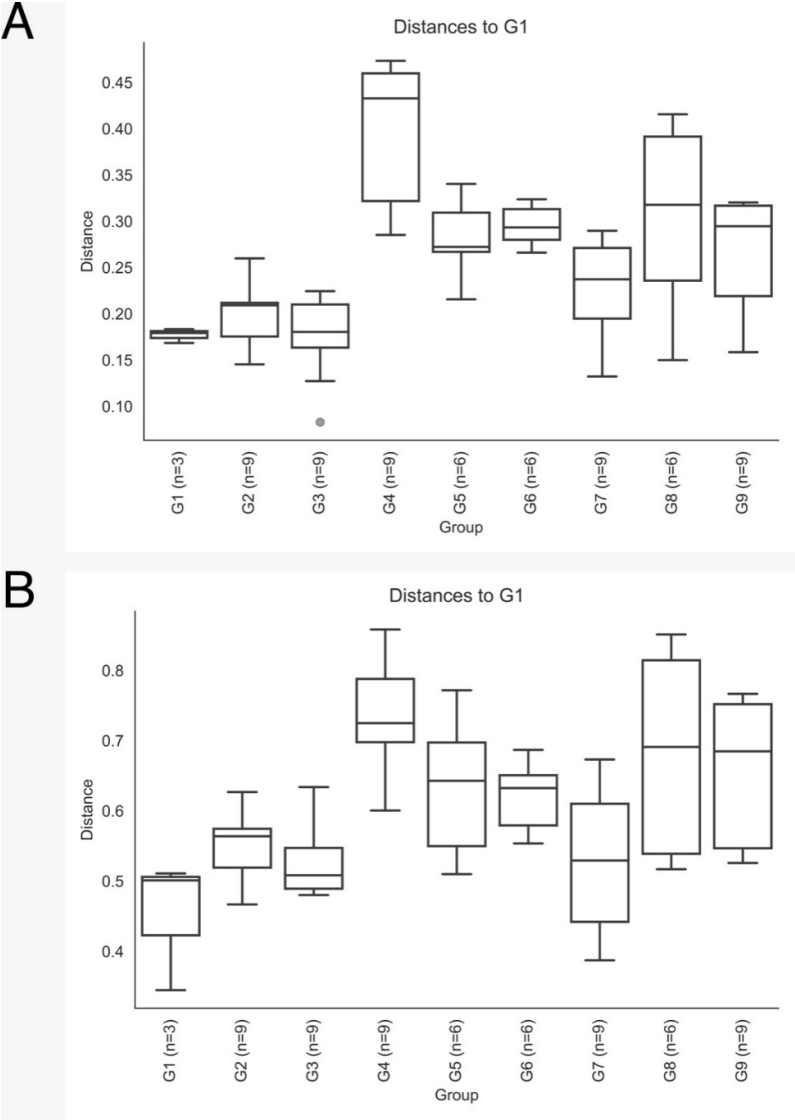 A
Distances to G1
Distance
0.45
0.40
0.35
0.30
0.25
0.20
0.15
0.10
G1 (n=3)
G2 (n=9)
G3 (n=9)
G4 (n=9)
G5 (n=6)
G6 (n=6)
G7 (n=9)
G8 (n=6)
G9 (n=9)
Group
B
Distances to G1
Distance
0.8
0.7
0.6
0.5
0.4
G1 (n=3)
G2 (n=9)
G3 (n=9)
G4 (n=9)
G5 (n=6)
G6 (n=6)
G7 (n=9)
G8 (n=6)
G9 (n=9)
Group